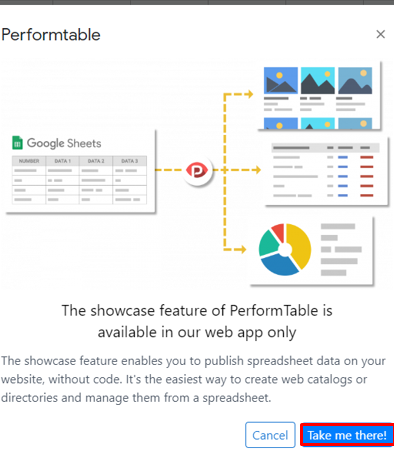 Performtable
×
Google Sheets
NUMBER DATA 1 DATA 2 DATA 3
P
The showcase feature of PerformTable is
available in our web app only
The showcase feature enables you to publish spreadsheet data on your
website, without code. It's the easiest way to create web catalogs or
directories and manage them from a spreadsheet.
Cancel Take me there!